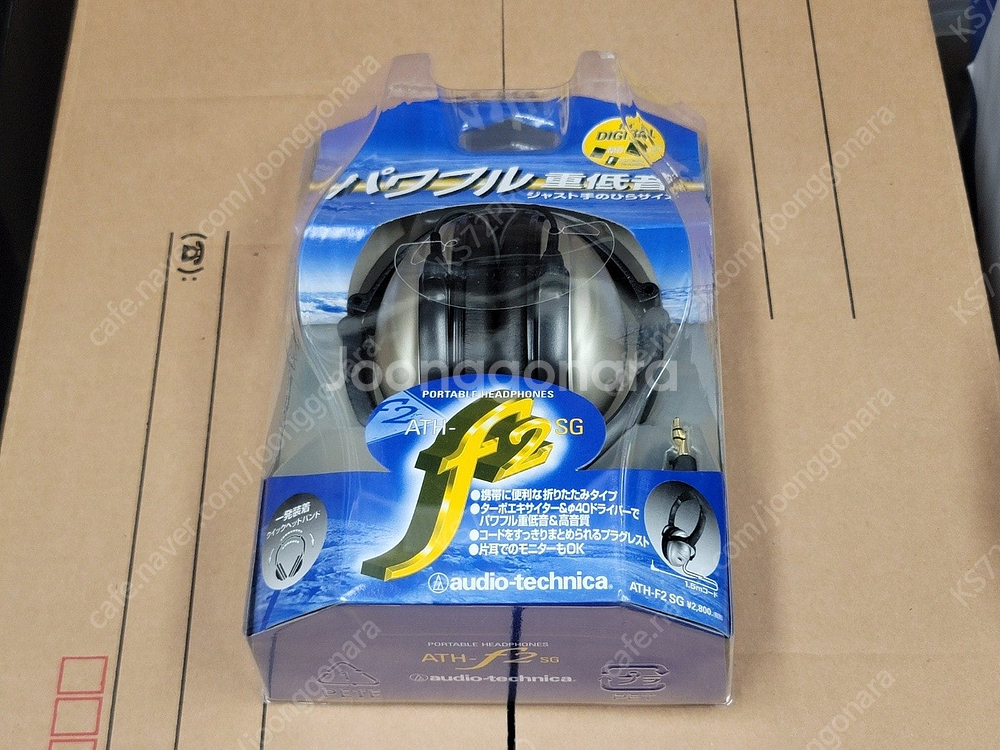 DIGITAL
パワフル 重低音
ジャスト手のひらサイズ
Joonggonara
PORTABLE HEADPHONES
f2
ATH-f2 SG
●携帯に便利な折りたたみタイプ
●ターボエキサイター&φ40ドライバーで
パワフル重低音&高音質
●コードをすっきりまとめられるプラグレスト
●片耳でのモニターもOK
audio-technica®
一発装着
クイックヘッドバンド
1.5mコード
ATH-F2 SG ¥2,800
PORTABLE HEADPHONES
ATH-f2 SG
audio-technica
cafe.naver.com/joonggonara